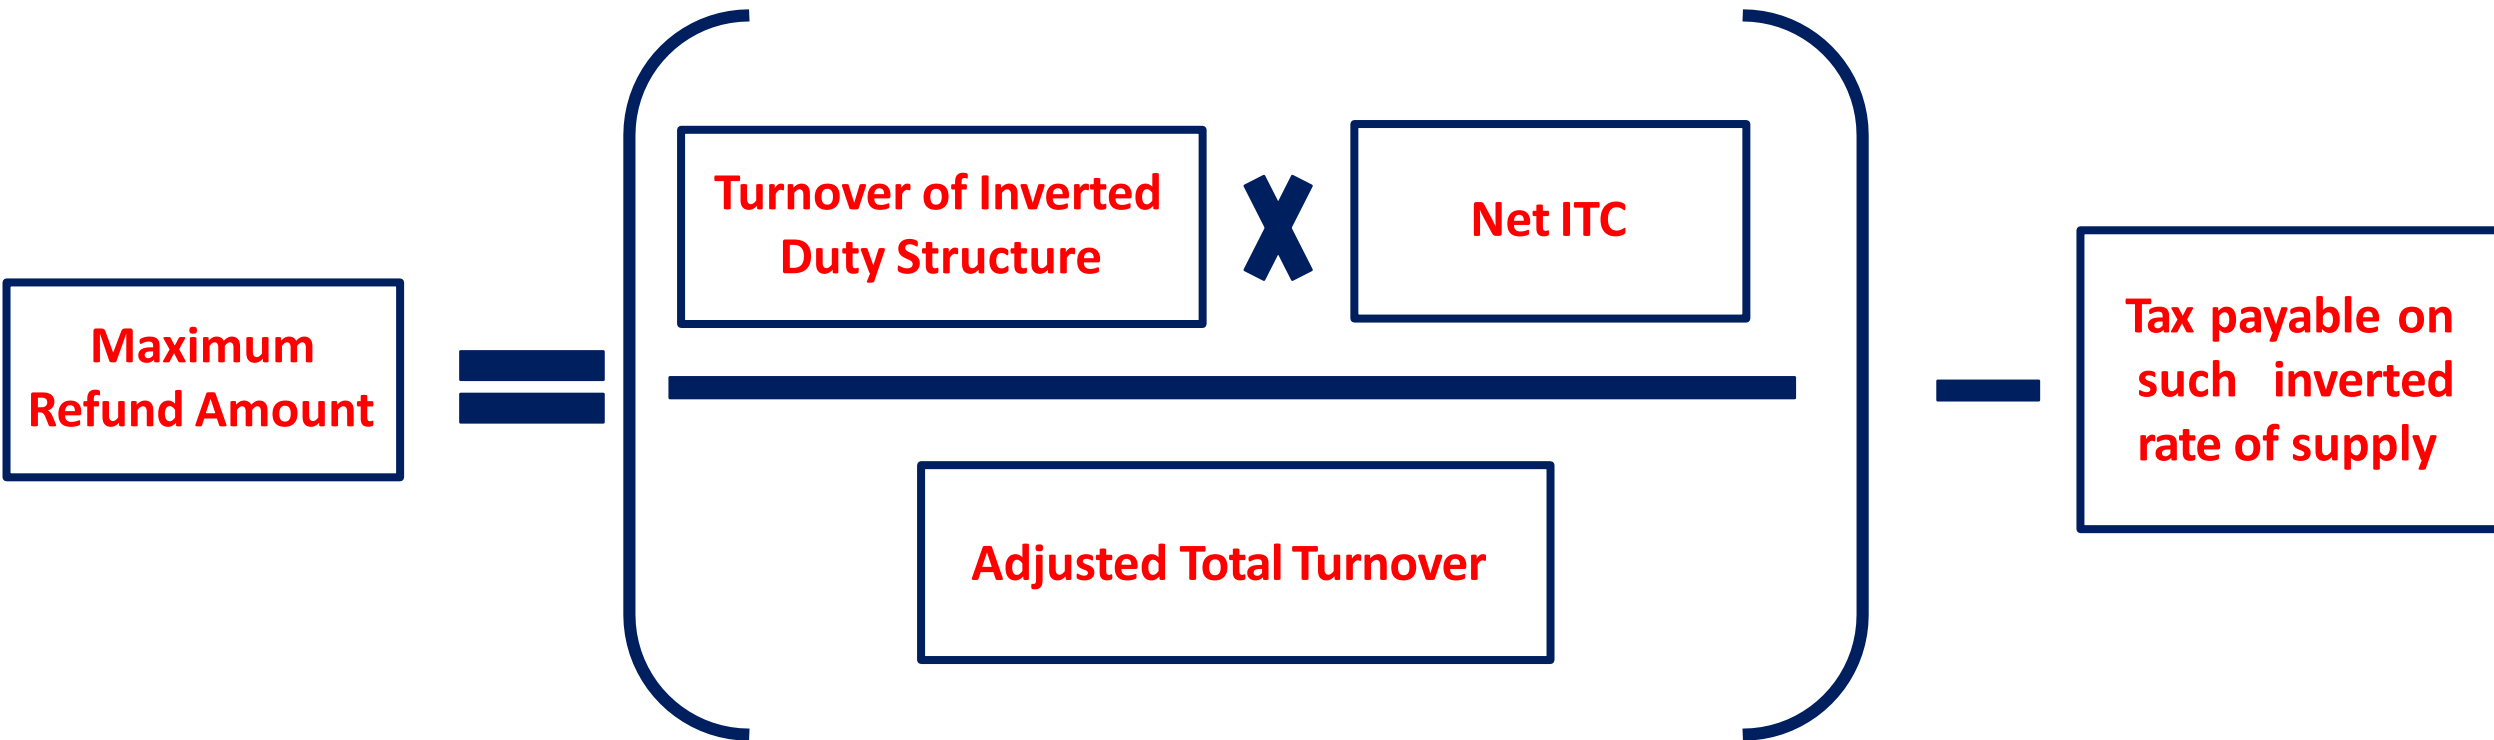 Maximum
Refund Amount
=
Turnover of Inverted
Duty Structure
X
Net ITC
Adjusted Total Turnover
-
Tax payable on
such inverted
rate of supply